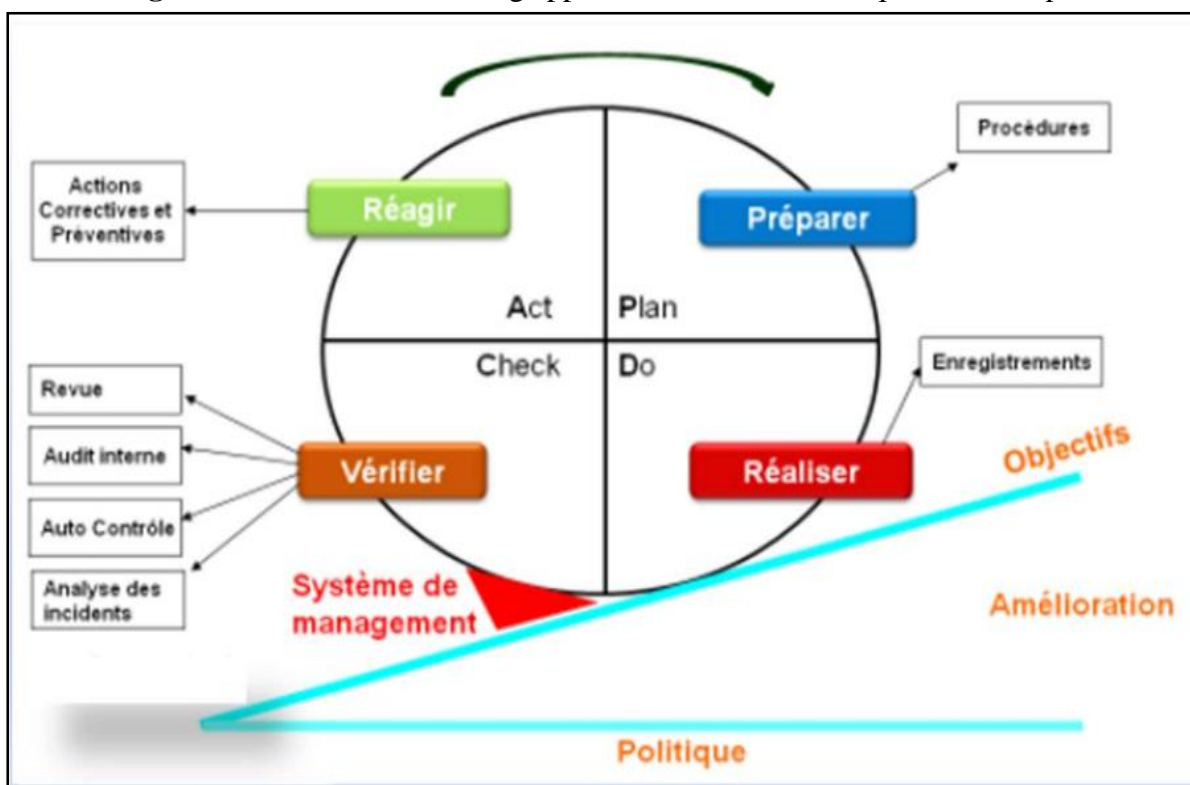 Procédures
Actions
Correctives et
Préventives
Réagir
Préparer
Act
Plan
Check
Do
Enregistrements
Revue
Audit interne
Auto Contrôle
Analyse des
incidents
Vérifier
Réaliser
Objectifs
Système de
management
Amélioration
Politique